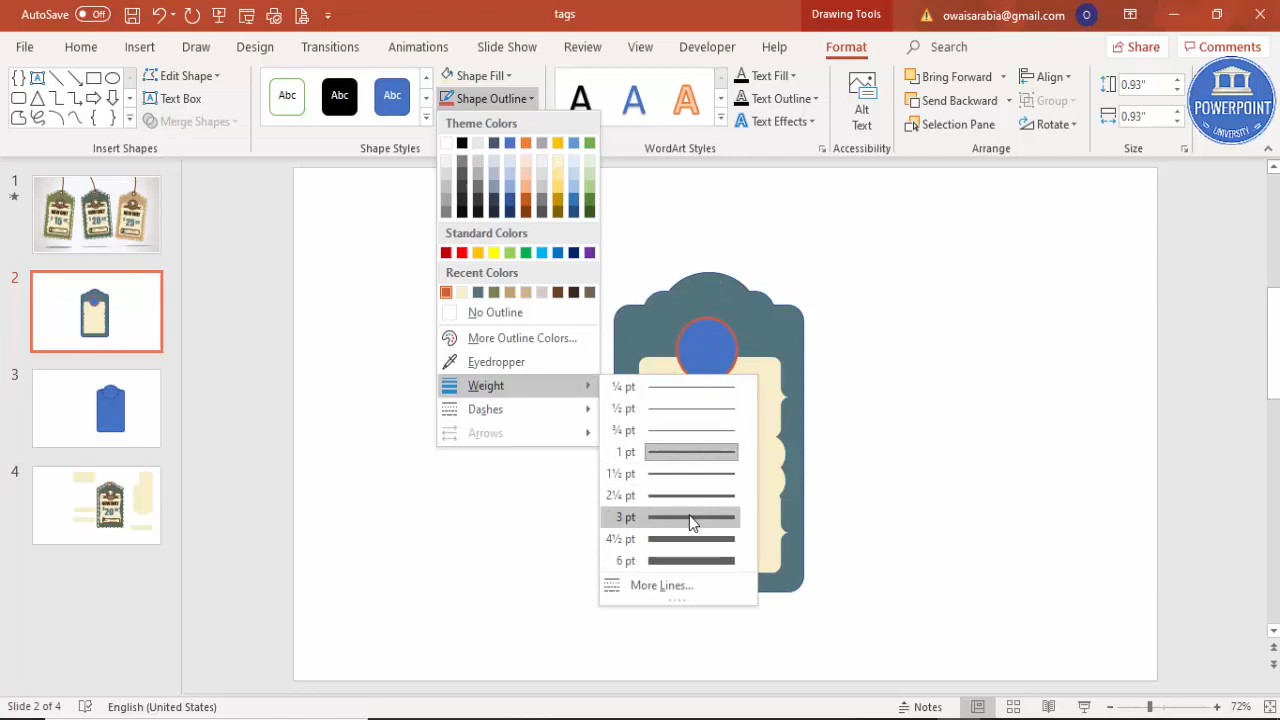 AutoSave Off tags Drawing Tools owaisarabia@gmail.com O
File Home Insert Draw Design Transitions Animations Slide Show Review View Developer Help Format Search Share Comments
Edit Shape
Text Box
Merge Shapes
Insert Shapes
Abc Abc Abc
Shape Styles
Shape Fill
Shape Outline
A A A
WordArt Styles
Text Fill
Text Outline
Text Effects
Alt
Text
Accessibility
Bring Forward
Send Backward
Selection Pane
Align
Group
Rotate
Arrange
0.93"
0.93"
Size
POWERPOINT
UNIVERSITY
Theme Colors
Standard Colors
Recent Colors
No Outline
More Outline Colors...
Eyedropper
Weight
Dashes
Arrows
¼ pt
½ pt
¾ pt
1 pt
1½ pt
2¼ pt
3 pt
4½ pt
6 pt
More Lines...
1
2
3
4
Slide 2 of 4 English (United States) Notes 72%